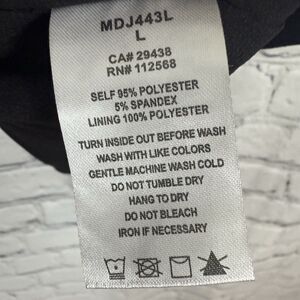 MDJ443L
L
CA# 29438
RN# 112568
SELF 95% POLYESTER
5% SPANDEX
LINING 100% POLYESTER
TURN INSIDE OUT BEFORE WASH
WASH WITH LIKE COLORS
GENTLE MACHINE WASH COLD
DO NOT TUMBLE DRY
HANG TO DRY
DO NOT BLEACH
IRON IF NECESSARY